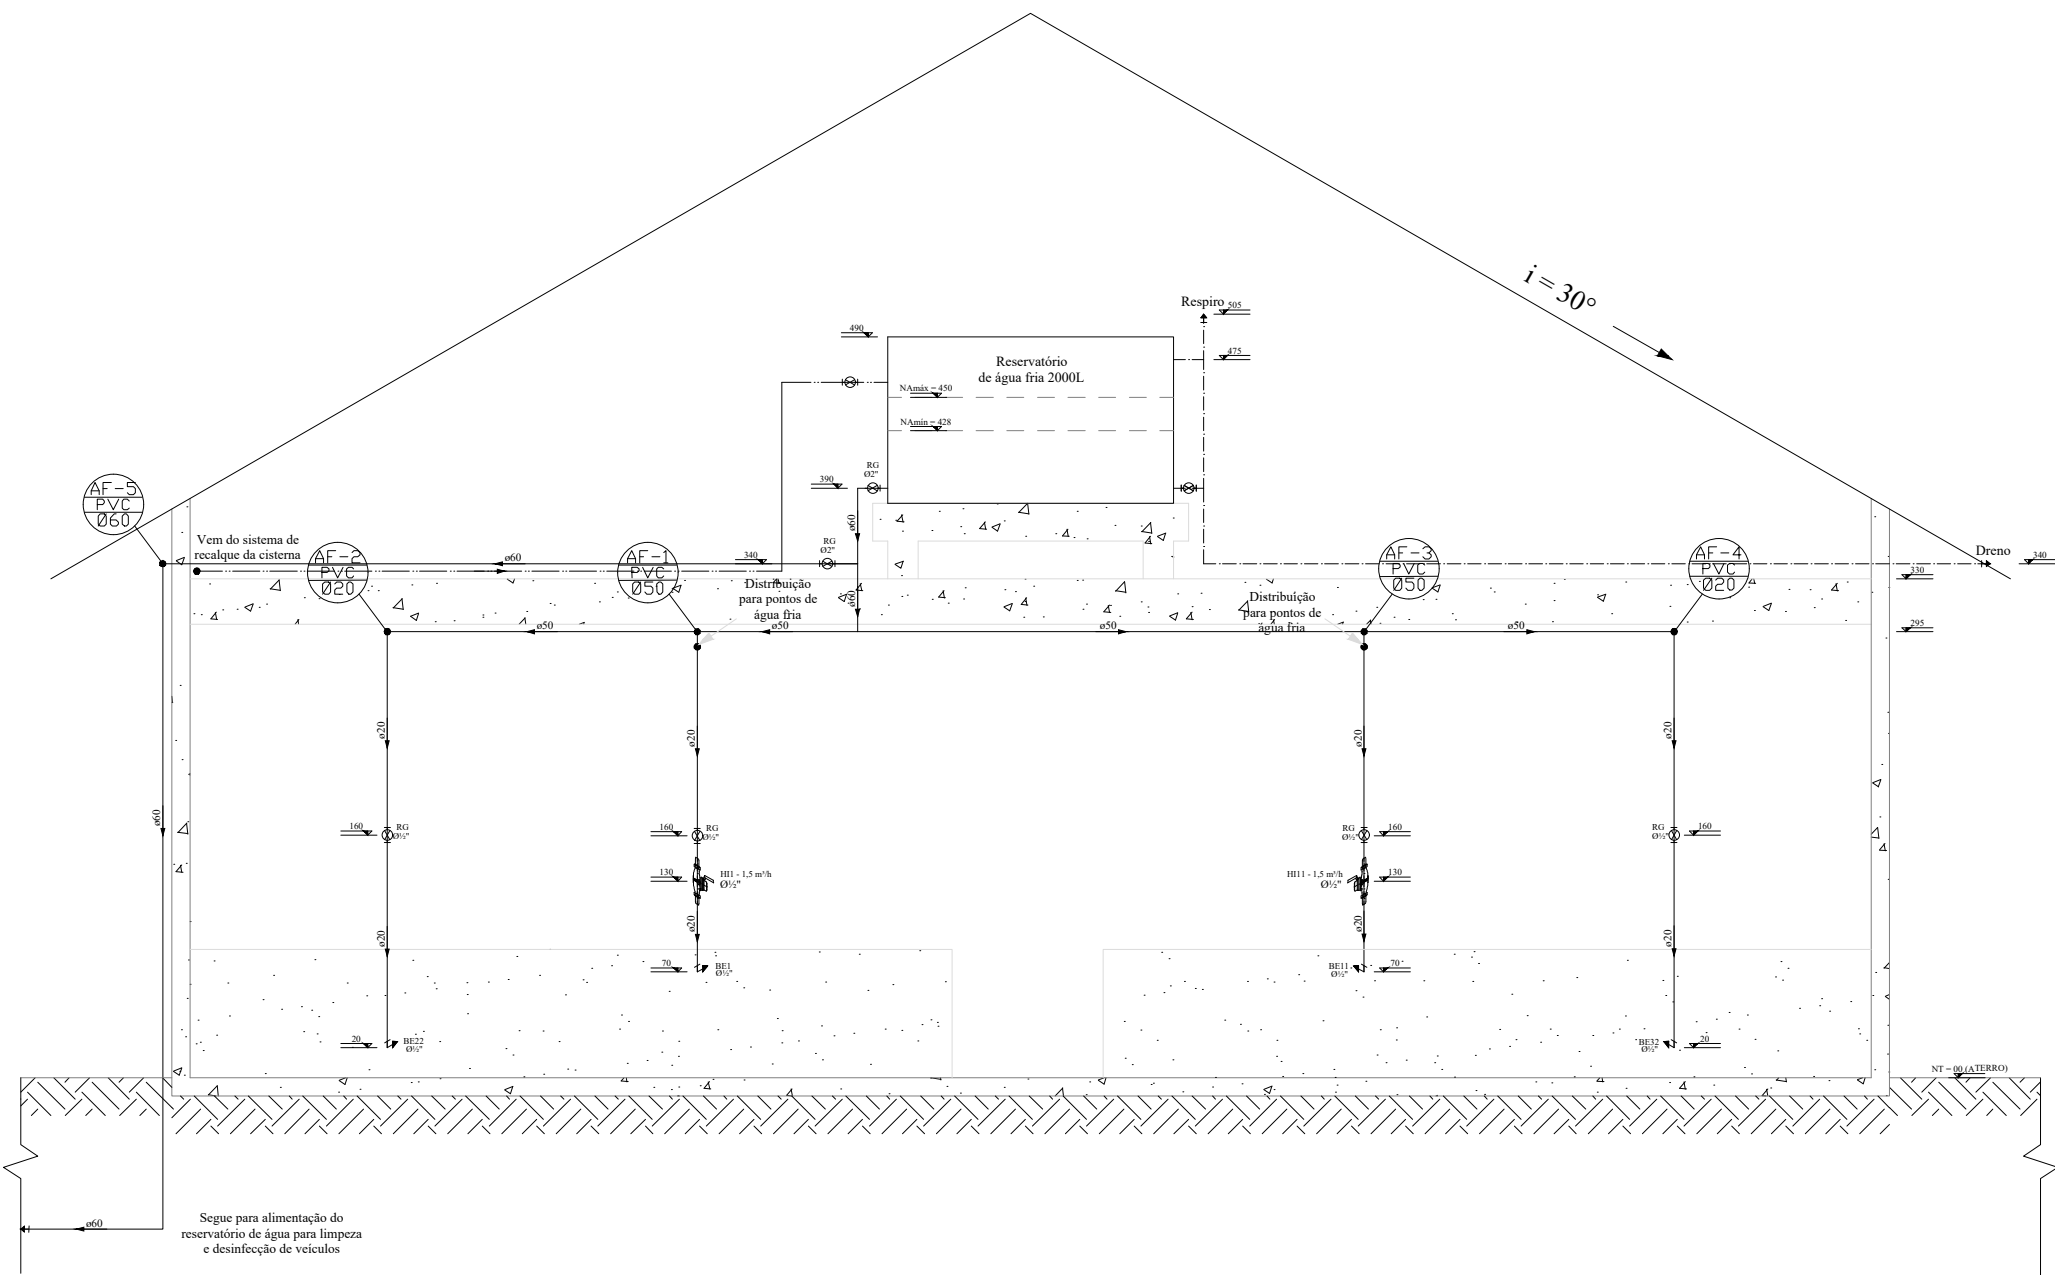 i = 30°
Respiro
505
490
475
Reservatório
de água fria 2000L
NAmáx = 450
NAmín = 428
RG
Ø2"
390
AF-5
PVC
Ø60
ø60
Vem do sistema de
recalque da cisterna
AF-2
PVC
Ø20
ø60
AF-1
PVC
Ø50
340
RG
Ø2"
AF-3
PVC
Ø50
AF-4
PVC
Ø20
Dreno
340
330
Distribuíção
para pontos de
água fria
ø60
Distribuíção
para pontos de
água fria
ø50
ø50
ø50
ø50
295
ø20
ø20
ø20
ø20
ø60
160
RG
Ø½"
160
RG
Ø½"
RG
Ø½"
160
RG
Ø½"
160
130
HI1 - 1,5 m³/h
Ø½"
HI11 - 1,5 m³/h
Ø½"
130
ø20
ø20
ø20
ø20
70
BE1
Ø½"
BE11
Ø½"
70
20
BE22
Ø½"
BE32
Ø½"
20
NT = 00 (ATERRO)
ø60
Segue para alimentação do
reservatório de água para limpeza
e desinfecção de veículos